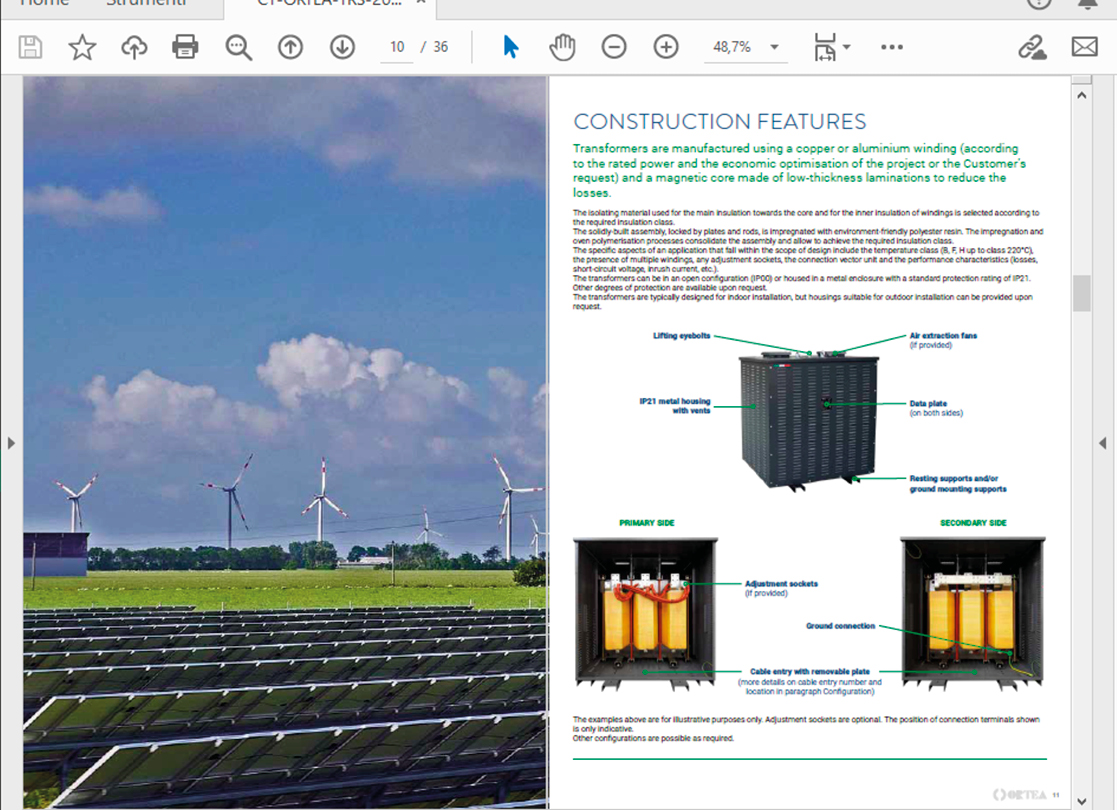 Home Strumenti CT-ORTEA-TRS-20...
10 / 36 48,7%
CONSTRUCTION FEATURES
Transformers are manufactured using a copper or aluminium winding (according
to the rated power and the economic optimisation of the project or the Customer's
request) and a magnetic core made of low-thickness laminations to reduce the
losses.
The isolating material used for the main insulation towards the core and for the inner insulation of windings is selected according to
the required insulation class.
The solidly-built assembly, locked by plates and rods, is impregnated with environment-friendly polyester resin. The impregnation and
oven polymerisation processes consolidate the assembly and allow to achieve the required insulation class.
The specific aspects of an application that fall within the scope of design include the temperature class (B, F, H up to class 220°C),
the presence of multiple windings, any adjustment sockets, the connection vector unit and the performance characteristics (losses,
short-circuit voltage, inrush current, etc.).
The transformers can be in an open configuration (IP00) or housed in a metal enclosure with a standard protection rating of IP21.
Other degrees of protection are available upon request.
The transformers are typically designed for indoor installation, but housings suitable for outdoor installation can be provided upon
request.
Lifting eyebolts
Air extraction fans
(if provided)
IP21 metal housing
with vents
Data plate
(on both sides)
Resting supports and/or
ground mounting supports
PRIMARY SIDE
SECONDARY SIDE
Adjustment sockets
(if provided)
Ground connection
Cable entry with removable plate
(more details on cable entry number and
location in paragraph Configuration)
The examples above are for illustrative purposes only. Adjustment sockets are optional. The position of connection terminals shown
is only indicative.
Other configurations are possible as required.
ORTEA 11